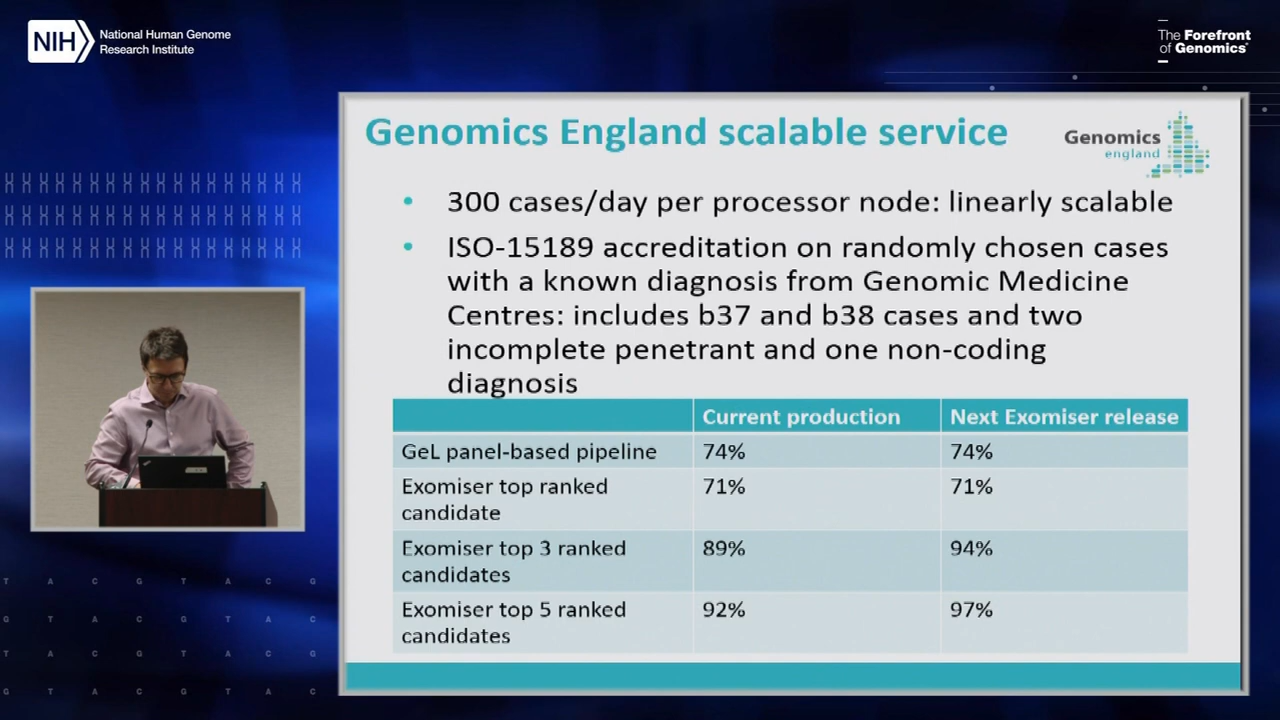 NIH
National Human Genome
Research Institute
The Forefront
of Genomics®
Genomics England scalable service
Genomics
england
• 300 cases/day per processor node: linearly scalable
• ISO-15189 accreditation on randomly chosen cases
with a known diagnosis from Genomic Medicine
Centres: includes b37 and b38 cases and two
incomplete penetrant and one non-coding
diagnosis
Current production Next Exomiser release
GeL panel-based pipeline 74% 74%
Exomiser top ranked 71% 71%
candidate
Exomiser top 3 ranked 89% 94%
candidates
Exomiser top 5 ranked 92% 97%
candidates
T A C G T A C G
G T A C G T A C
T A C G T A C G
G T A C G T A C